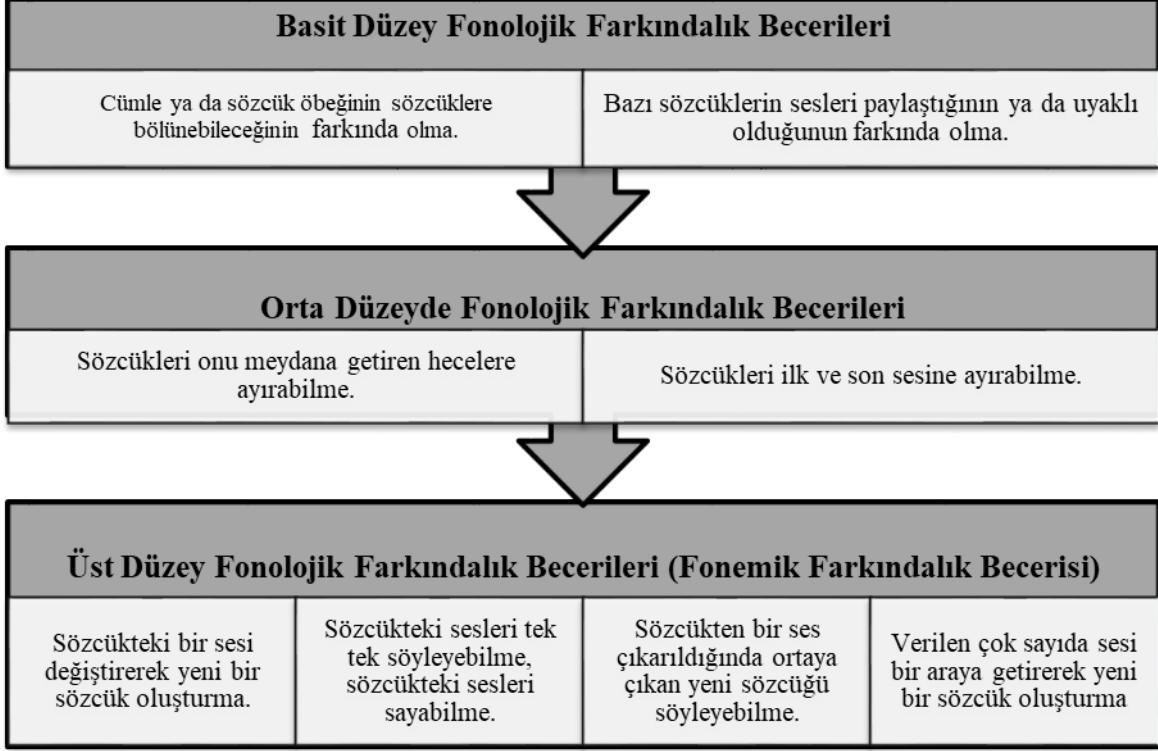 Basit Düzey Fonolojik Farkındalık Becerileri
Cümle ya da sözcük öbeğinin sözcüklere
bölünebileceğinin farkında olma.
Bazı sözcüklerin sesleri paylaştığının ya da uyaklı
olduğunun farkında olma.
Orta Düzeyde Fonolojik Farkındalık Becerileri
Sözcükleri onu meydana getiren hecelere
ayırabilme.
Sözcükleri ilk ve son sesine ayırabilme.
Üst Düzey Fonolojik Farkındalık Becerileri (Fonemik Farkındalık Becerisi)
Sözcükteki bir sesi
değiştirerek yeni bir
sözcük oluşturma.
Sözcükteki sesleri tek
tek söyleyebilme,
sözcükteki sesleri
sayabilme.
Sözcükten bir ses
çıkarıldığında ortaya
çıkan yeni sözcüğü
söyleyebilme.
Verilen çok sayıda sesi
bir araya getirerek yeni
bir sözcük oluşturma